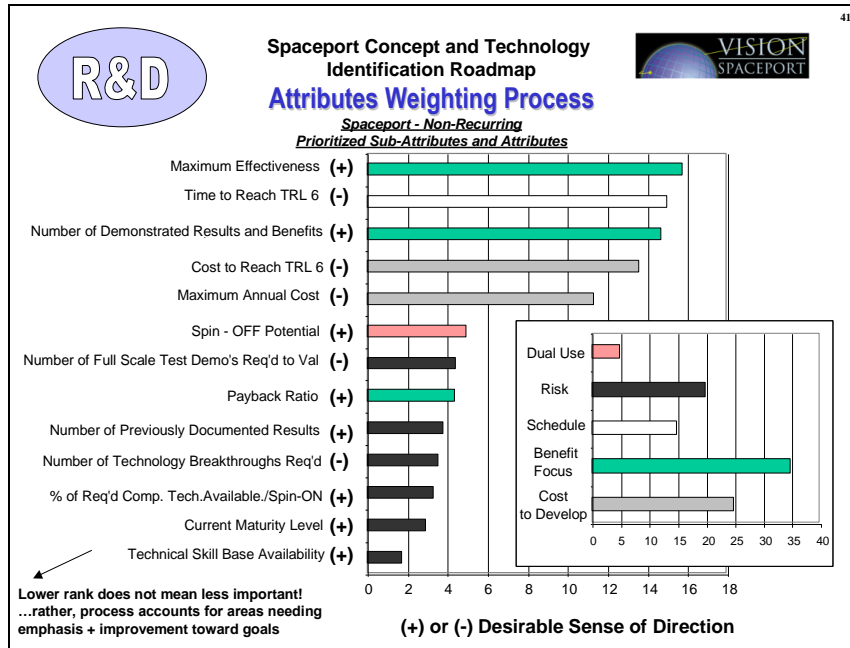 41
R&D
Spaceport Concept and Technology
Identification Roadmap
Attributes Weighting Process
VISION
SPACEPORT
Spaceport - Non-Recurring
Prioritized Sub-Attributes and Attributes
Maximum Effectiveness (+)
Time to Reach TRL 6 (-)
Number of Demonstrated Results and Benefits (+)
Cost to Reach TRL 6 (-)
Maximum Annual Cost (-)
Spin - OFF Potential (+)
Number of Full Scale Test Demo's Req'd to Val (-)
Payback Ratio (+)
Number of Previously Documented Results (+)
Number of Technology Breakthroughs Req'd (-)
% of Req'd Comp. Tech.Available./Spin-ON (+)
Current Maturity Level (+)
Technical Skill Base Availability (+)
0 2 4 6 8 10 12 14 16 18
Dual Use
Risk
Schedule
Benefit
Focus
Cost
to Develop
0 5 10 15 20 25 30 35 40
Lower rank does not mean less important!
…rather, process accounts for areas needing
emphasis + improvement toward goals
(+) or (-) Desirable Sense of Direction